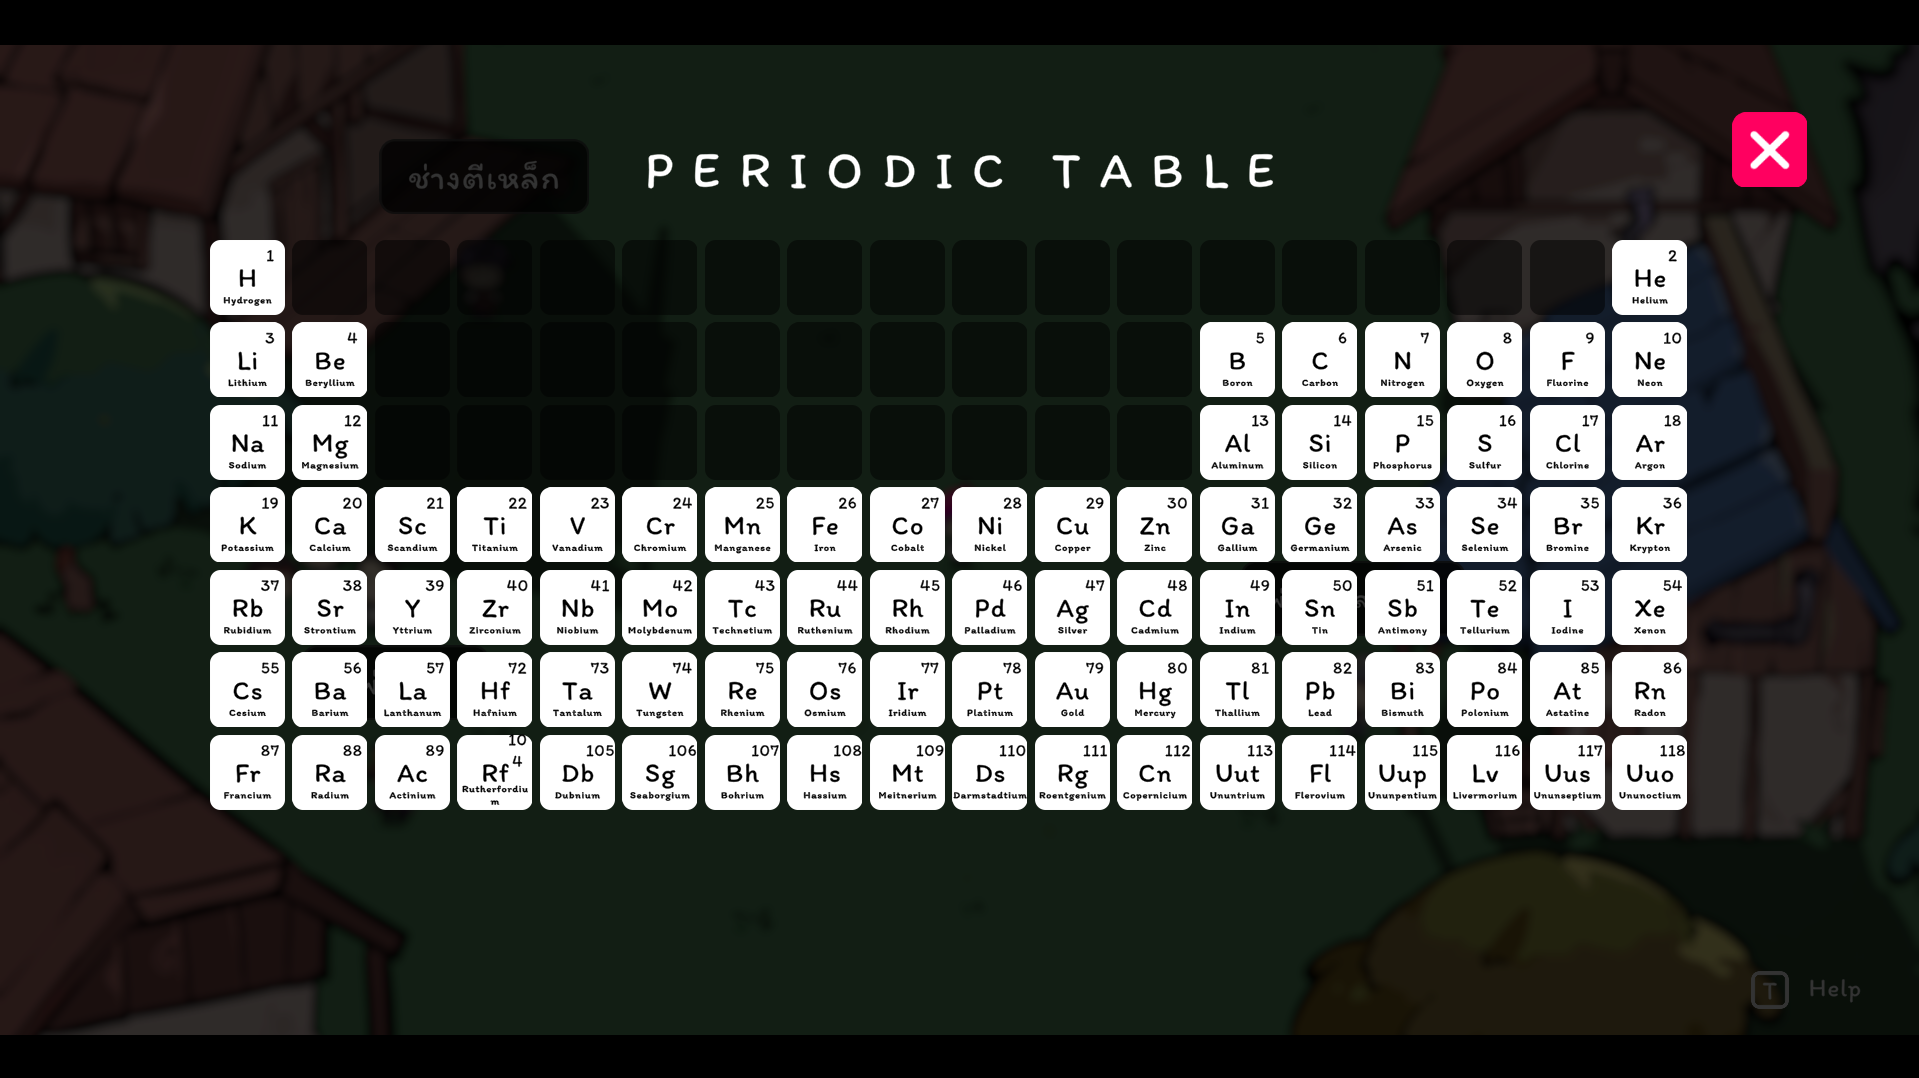 ช่างตีเหล็ก
PERIODIC TABLE
1 2
H He
Hydrogen Helium
3 4 5 6 7 8 9 10
Li Be B C N O F Ne
Lithium Beryllium Boron Carbon Nitrogen Oxygen Fluorine Neon
11 12 13 14 15 16 17 18
Na Mg Al Si P S Cl Ar
Sodium Magnesium Aluminum Silicon Phosphorus Sulfur Chlorine Argon
19 20 21 22 23 24 25 26 27 28 29 30 31 32 33 34 35 36
K Ca Sc Ti V Cr Mn Fe Co Ni Cu Zn Ga Ge As Se Br Kr
Potassium Calcium Scandium Titanium Vanadium Chromium Manganese Iron Cobalt Nickel Copper Zinc Gallium Germanium Arsenic Selenium Bromine Krypton
37 38 39 40 41 42 43 44 45 46 47 48 49 50 51 52 53 54
Rb Sr Y Zr Nb Mo Tc Ru Rh Pd Ag Cd In Sn Sb Te I Xe
Rubidium Strontium Yttrium Zirconium Niobium Molybdenum Technetium Ruthenium Rhodium Palladium Silver Cadmium Indium Tin Antimony Tellurium Iodine Xenon
55 56 57 72 73 74 75 76 77 78 79 80 81 82 83 84 85 86
Cs Ba La Hf Ta W Re Os Ir Pt Au Hg Tl Pb Bi Po At Rn
Cesium Barium Lanthanum Hafnium Tantalum Tungsten Rhenium Osmium Iridium Platinum Gold Mercury Thallium Lead Bismuth Polonium Astatine Radon
87 88 89 104 105 106 107 108 109 110 111 112 113 114 115 116 117 118
Fr Ra Ac Rf Db Sg Bh Hs Mt Ds Rg Cn Uut Fl Uup Lv Uus Uuo
Francium Radium Actinium Rutherfordium Dubnium Seaborgium Bohrium Hassium Meitnerium Darmstadtium Roentgenium Copernicium Ununtrium Flerovium Ununpentium Livermorium Ununseptium Ununoctium
T Help